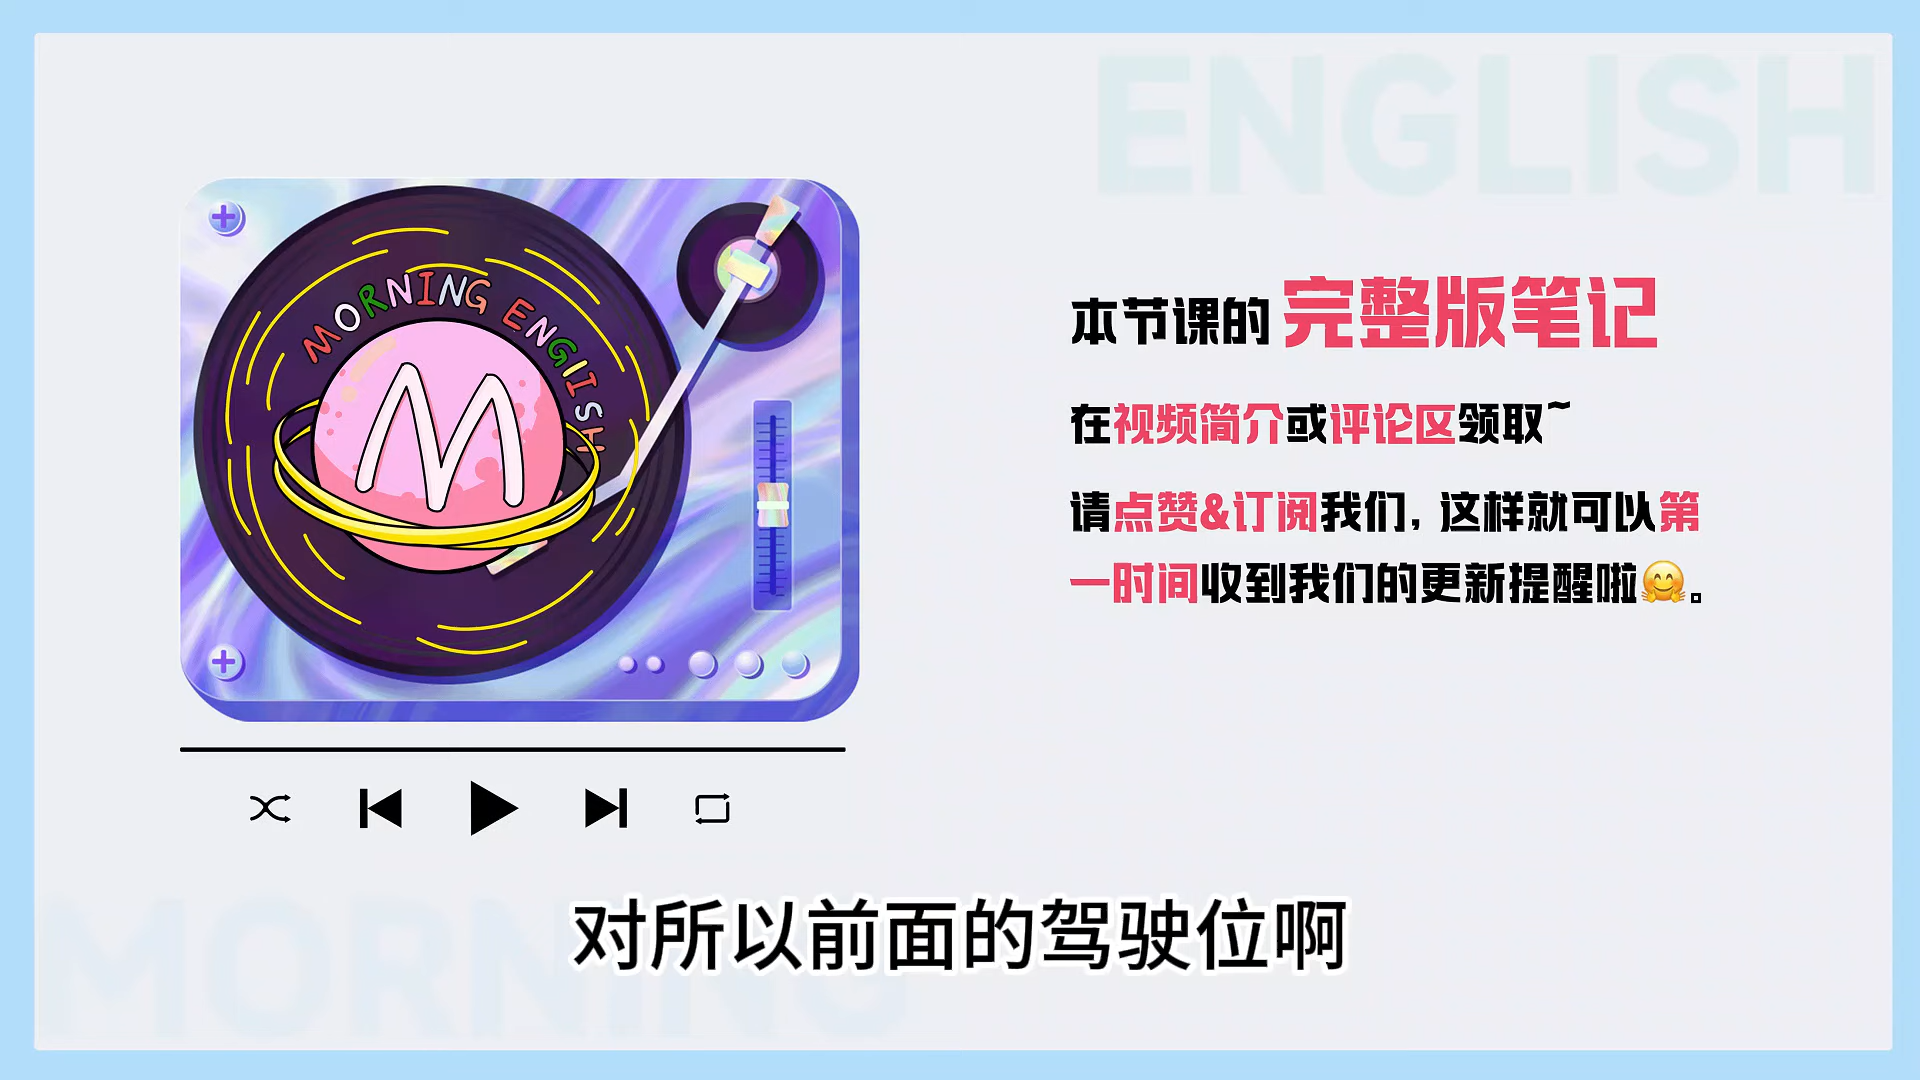 ENGLISH
MORNING ENGLISH
M
本节课的 完整版笔记
在视频简介或评论区领取~
请点赞&订阅我们，这样就可以第
一时间收到我们的更新提醒啦🤗。
MORNING
对所以前面的驾驶位啊